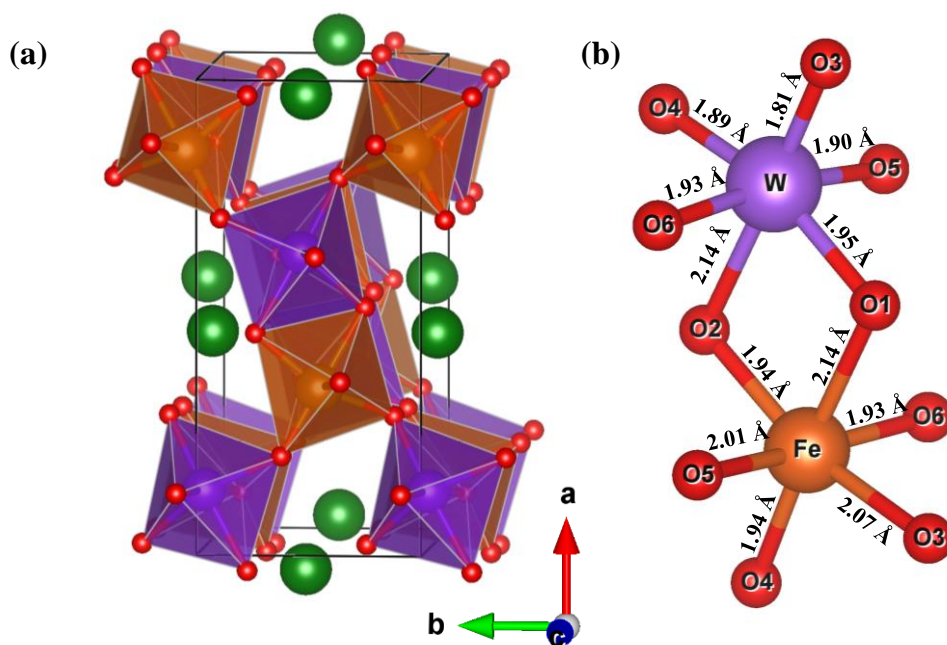 (a)
(b)
O3
O4
1.89 Å
1.81 Å
1.90 Å
O5
W
1.93 Å
O6
2.14 Å
1.95 Å
O1
O2
1.94 Å
2.14 Å
O6
1.93 Å
2.01 Å
Fe
O5
1.94 Å
2.07 Å
O3
O4
a
b
c